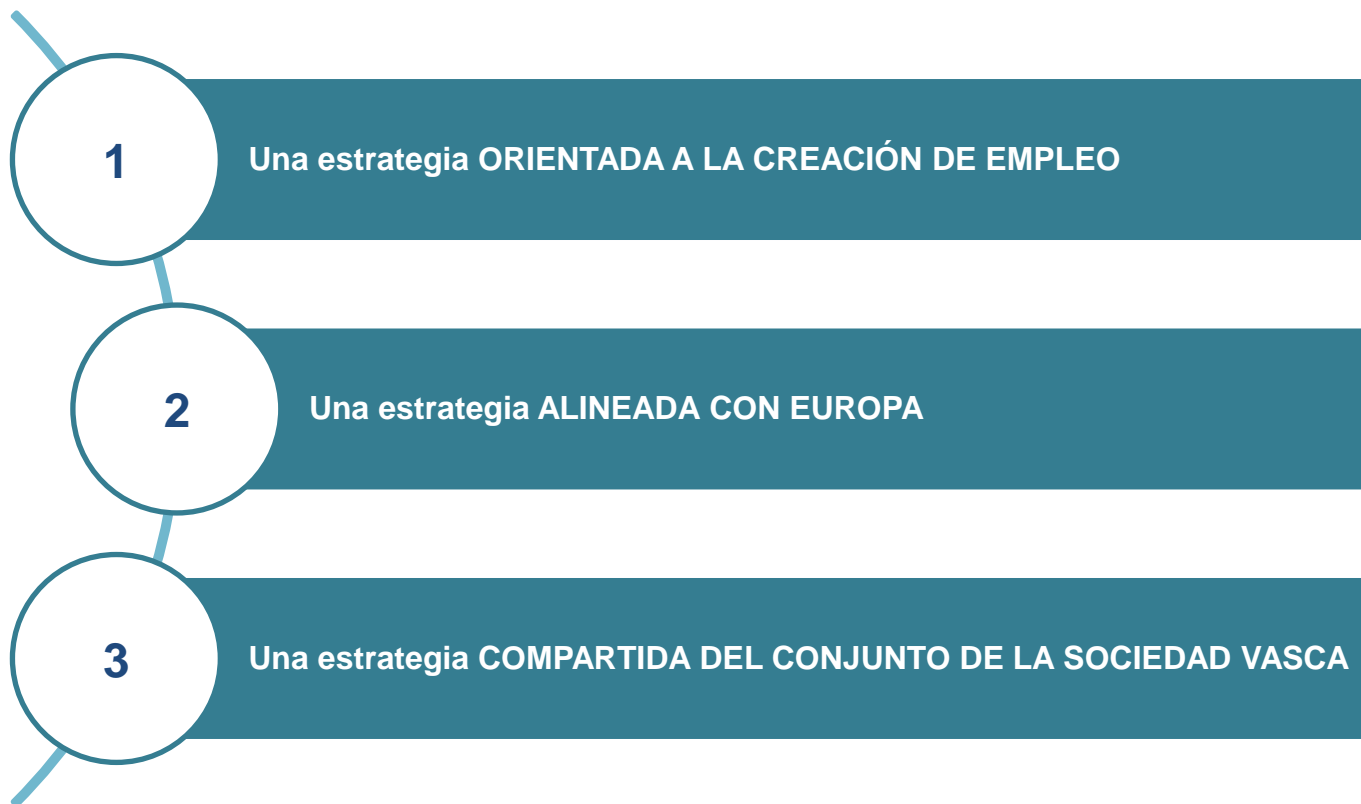 1
Una estrategia ORIENTADA A LA CREACIÓN DE EMPLEO
2
Una estrategia ALINEADA CON EUROPA
3
Una estrategia COMPARTIDA DEL CONJUNTO DE LA SOCIEDAD VASCA